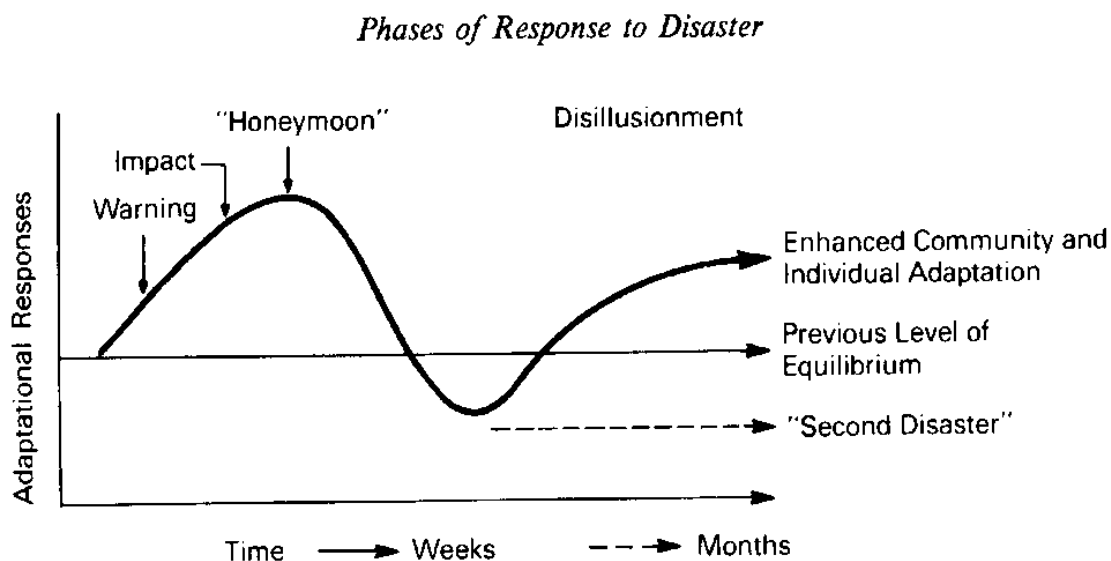 Phases of Response to Disaster
"Honeymoon"
Disillusionment
Impact
Warning
Adaptational Responses
Enhanced Community and
Individual Adaptation
Previous Level of
Equilibrium
"Second Disaster"
Time
Weeks
Months